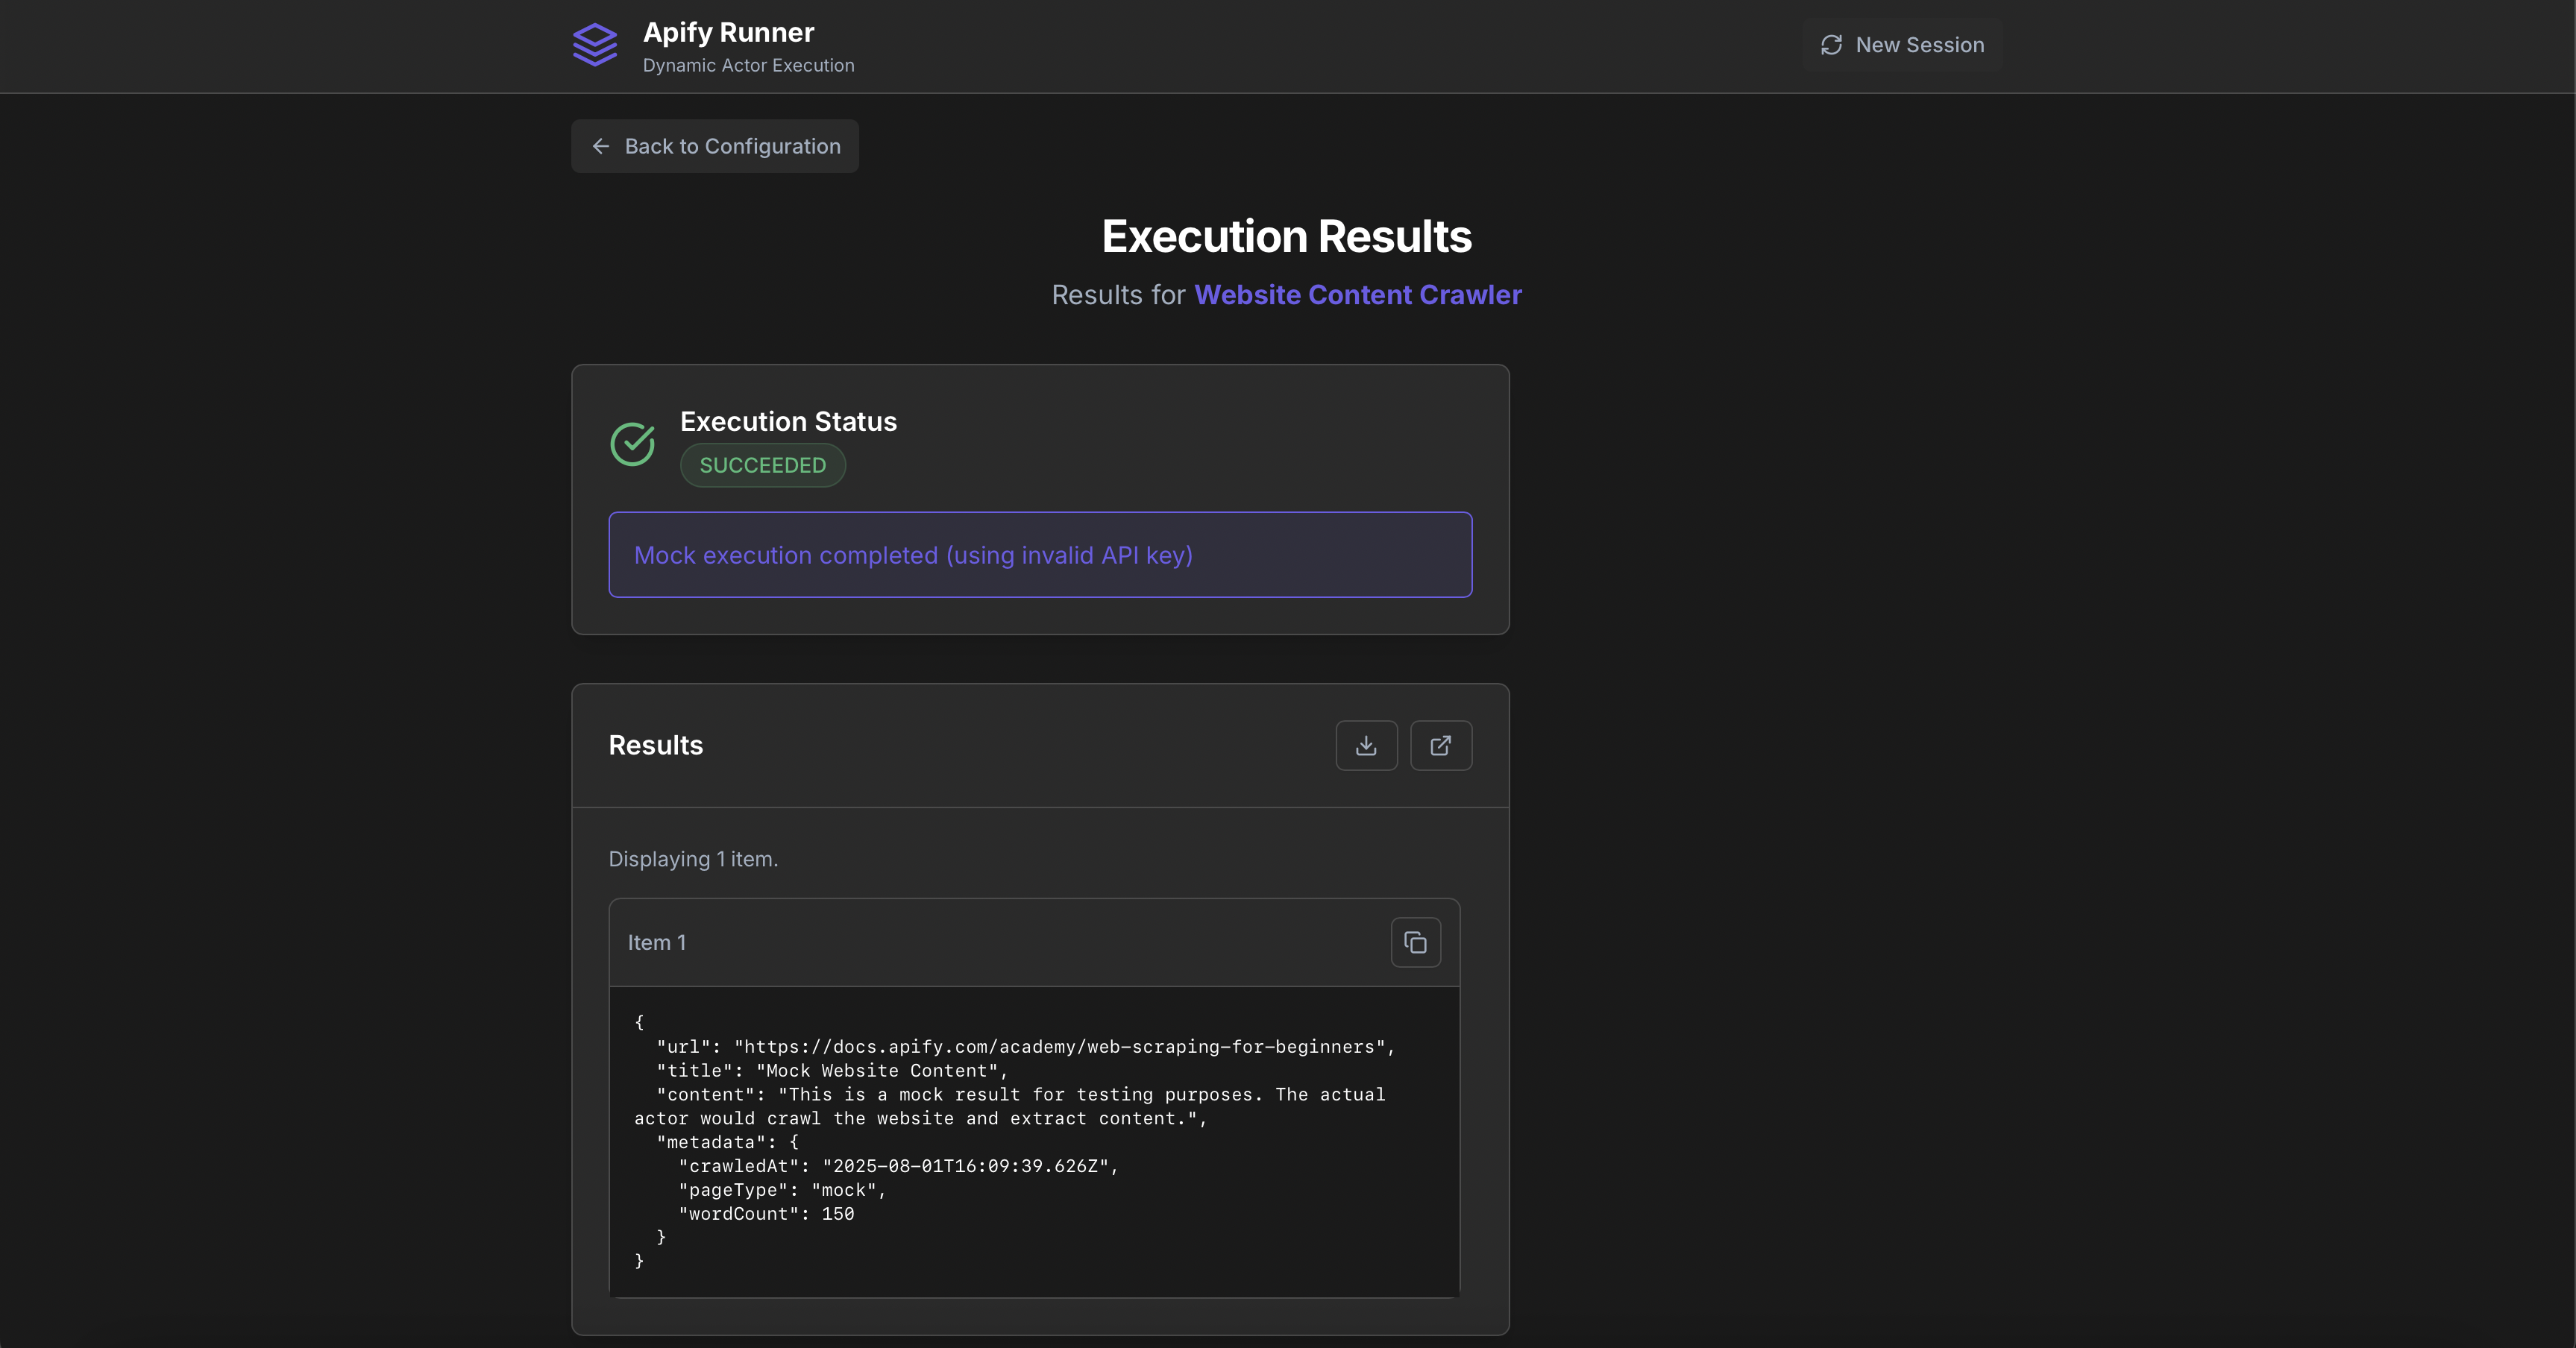 Apify Runner
Dynamic Actor Execution
New Session
Back to Configuration
Execution Results
Results for Website Content Crawler
Execution Status
SUCCEEDED
Mock execution completed (using invalid API key)
Results
Displaying 1 item.
Item 1
{
  "url": "https://docs.apify.com/academy/web-scraping-for-beginners",
  "title": "Mock Website Content",
  "content": "This is a mock result for testing purposes. The actual
actor would crawl the website and extract content.",
  "metadata": {
    "crawledAt": "2025-08-01T16:09:39.626Z",
    "pageType": "mock",
    "wordCount": 150
  }
}